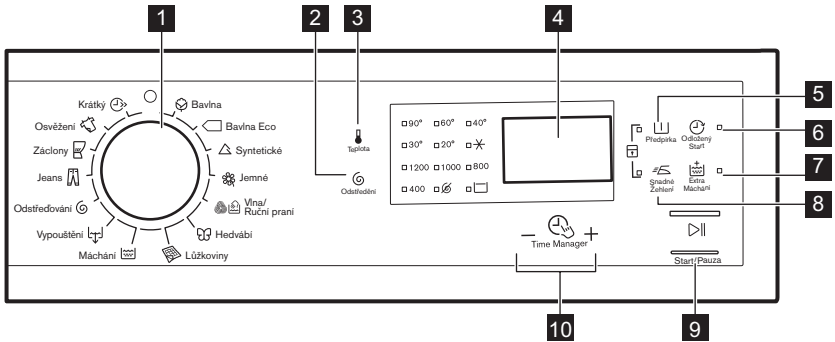 1
2
3
4
5
6
7
8
9
10
Krátký
Osvěžení
Záclony
Jeans
Odstřeďování
Vypouštění
Máchání
Bavlna
Bavlna Eco
Syntetické
Jemné
Vlna/
Ruční praní
Hedvábí
Lůžkoviny
Teplota
Odstředění
90° 60° 40°
30° 20°
1200 1000 800
400
Time Manager
Předpírka
Odložený
Start
Snadné
Žehlení
Extra
Máchání
Start/Pauza